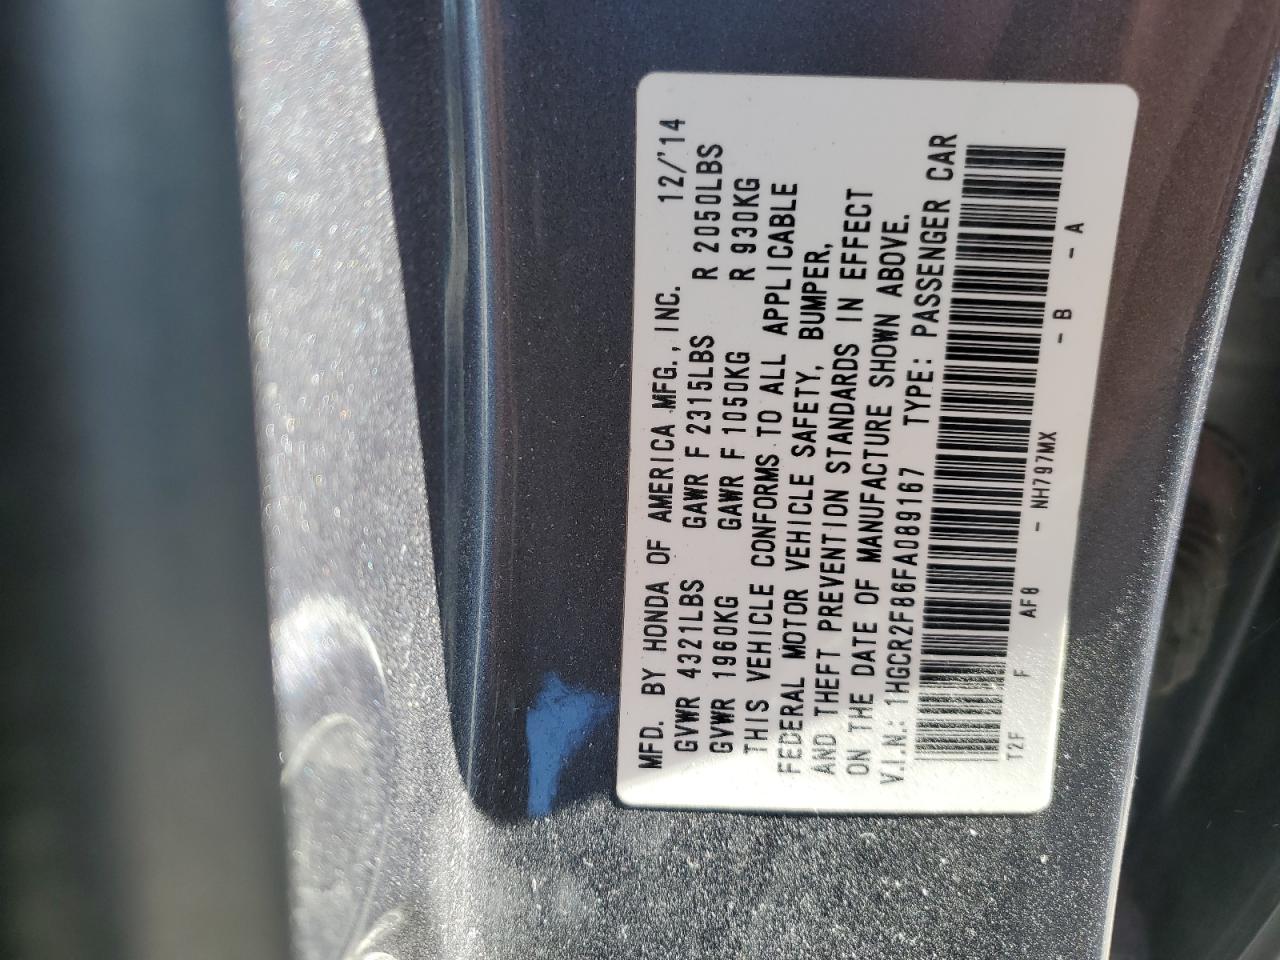 MFD. BY HONDA OF AMERICA MFG., INC. 12/'14
GVWR 4321LBS GAWR F 2315LBS R 2050LBS
GVWR 1960KG GAWR F 1050KG R 930KG
THIS VEHICLE CONFORMS TO ALL APPLICABLE
FEDERAL MOTOR VEHICLE SAFETY, BUMPER,
AND THEFT PREVENTION STANDARDS IN EFFECT
ON THE DATE OF MANUFACTURE SHOWN ABOVE.
V.I.N.: 1HGCR2F86FA089167 TYPE: PASSENGER CAR
T2F F AF8 - NH797MX - B - A